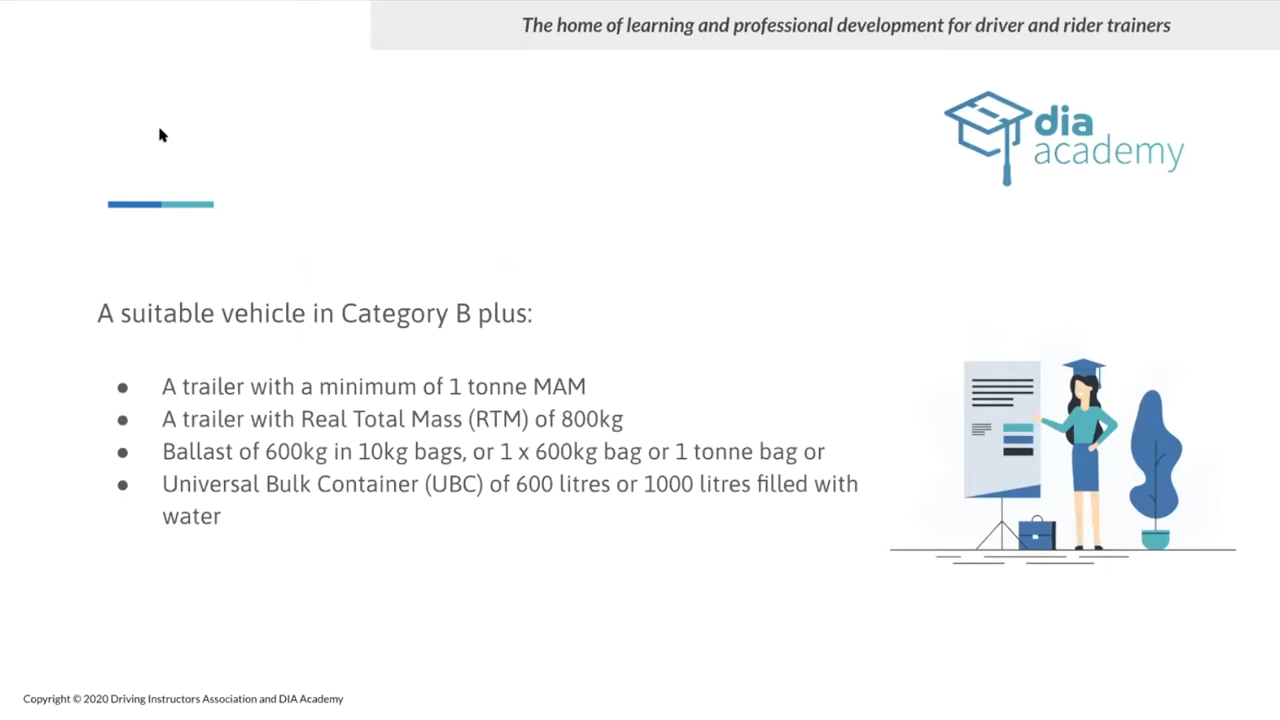 The home of learning and professional development for driver and rider trainers
dia
academy
A suitable vehicle in Category B plus:
● A trailer with a minimum of 1 tonne MAM
● A trailer with Real Total Mass (RTM) of 800kg
● Ballast of 600kg in 10kg bags, or 1 x 600kg bag or 1 tonne bag or
● Universal Bulk Container (UBC) of 600 litres or 1000 litres filled with
water
Copyright © 2020 Driving Instructors Association and DIA Academy